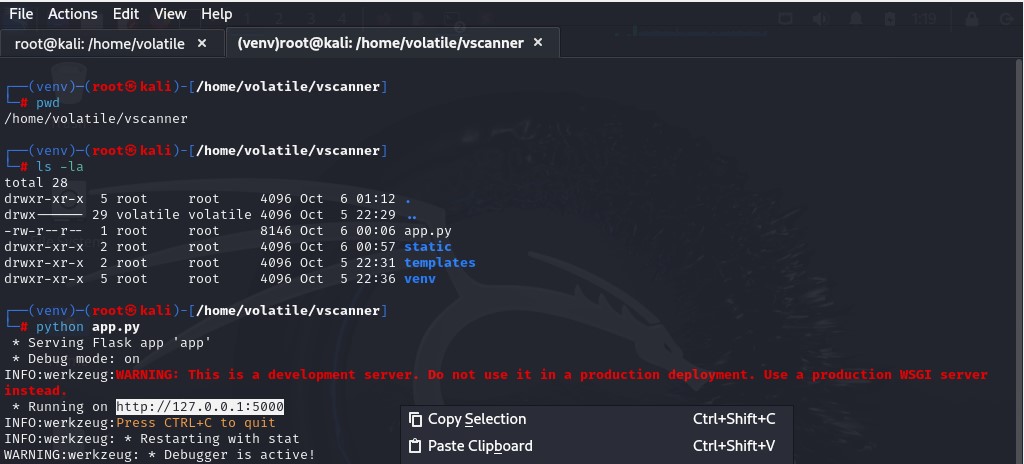 File Actions Edit View Help
1:19
root@kali: /home/volatile ×
(venv)root@kali: /home/volatile/vscanner ×
┌──(venv)─(root㉿kali)-[/home/volatile/vscanner]
└─# pwd
/home/volatile/vscanner
┌──(venv)─(root㉿kali)-[/home/volatile/vscanner]
└─# ls -la
total 28
drwxr-xr-x 5 root root 4096 Oct 6 01:12 .
drwx------ 29 volatile volatile 4096 Oct 5 22:29 ..
-rw-r--r-- 1 root root 8146 Oct 6 00:06 app.py
drwxr-xr-x 2 root root 4096 Oct 6 00:57 static
drwxr-xr-x 2 root root 4096 Oct 5 22:31 templates
drwxr-xr-x 5 root root 4096 Oct 5 22:36 venv
┌──(venv)─(root㉿kali)-[/home/volatile/vscanner]
└─# python app.py
* Serving Flask app 'app'
* Debug mode: on
INFO:werkzeug:WARNING: This is a development server. Do not use it in a production deployment. Use a production WSGI server
instead.
* Running on http://127.0.0.1:5000
INFO:werkzeug:Press CTRL+C to quit
INFO:werkzeug: * Restarting with stat
WARNING:werkzeug: * Debugger is active!
Copy Selection Ctrl+Shift+C
Paste Clipboard Ctrl+Shift+V